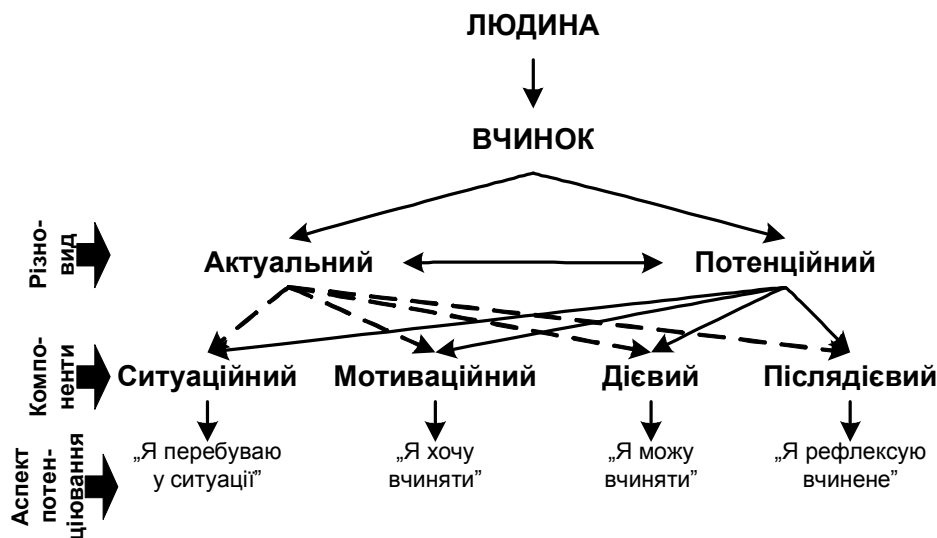 ЛЮДИНА
ВЧИНОК
Різно-
вид
Актуальний
Потенційний
Компо-
ненти
Ситуаційний
Мотиваційний
Дієвий
Післядієвий
Аспект
потен-
ціювання
„Я перебуваю
у ситуації”
„Я хочу
вчиняти”
„Я можу
вчиняти”
„Я рефлексую
вчинене”